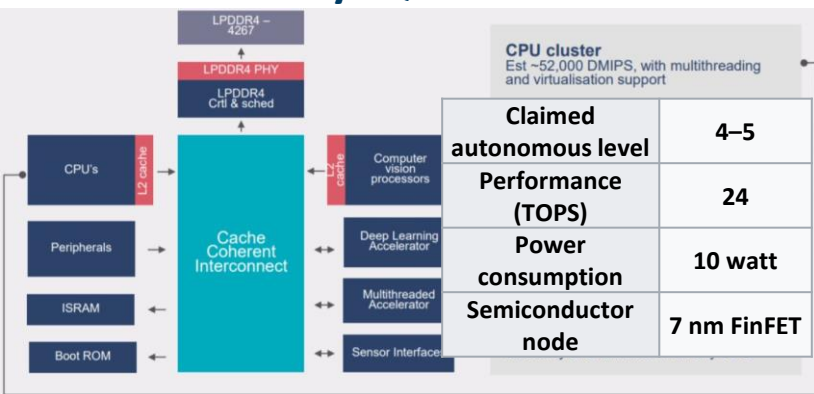 LPDDR4 –
4267
LPDDR4 PHY
LPDDR4
Crtl & sched
CPU's
L2 cache
Peripherals
ISRAM
Boot ROM
Cache
Coherent
Interconnect
L2
cache
Computer
vision
processors
Deep Learning
Accelerator
Multithreaded
Accelerator
Sensor Interfaces
CPU cluster
Est ~52,000 DMIPS, with multithreading
and virtualisation support
Claimed
autonomous level
4–5
Performance
(TOPS)
24
Power
consumption
10 watt
Semiconductor
node
7 nm FinFET